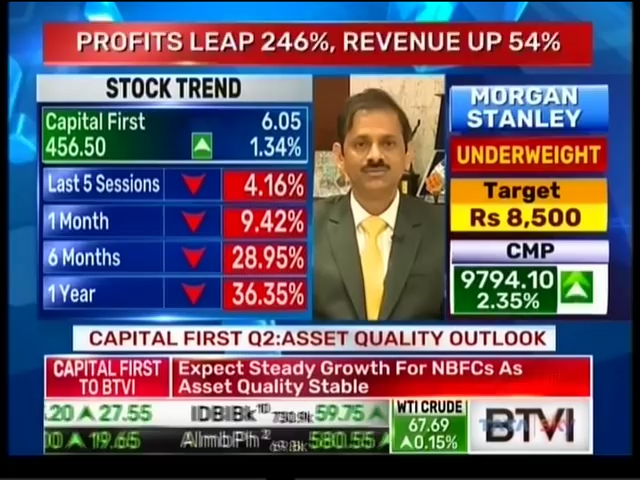 PROFITS LEAP 246%, REVENUE UP 54%
STOCK TREND
Capital First 6.05
456.50 1.34%
Last 5 Sessions 4.16%
1 Month 9.42%
6 Months 28.95%
1 Year 36.35%
MORGAN
STANLEY
UNDERWEIGHT
Target
Rs 8,500
CMP
9794.10
2.35%
CAPITAL FIRST Q2:ASSET QUALITY OUTLOOK
CAPITAL FIRST
TO BTVI
Expect Steady Growth For NBFCs As
Asset Quality Stable
.20 27.55 IDBIBk 59.75
19.65 580.55
WTI CRUDE
67.69
0.15%
BTVI
TATA SKY